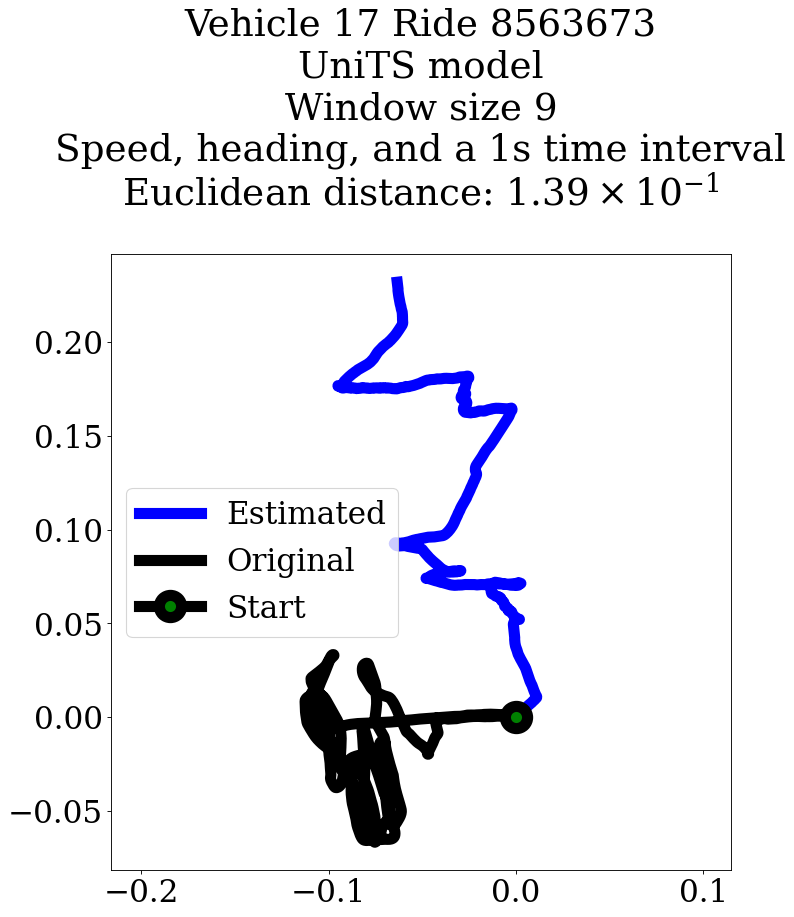 Vehicle 17 Ride 8563673
UniTS model
Window size 9
Speed, heading, and a 1s time interval
Euclidean distance: $1.39 \times 10^{-1}$
0.20
0.15
0.10
0.05
0.00
−0.05
Estimated
Original
Start
−0.2 −0.1 0.0 0.1